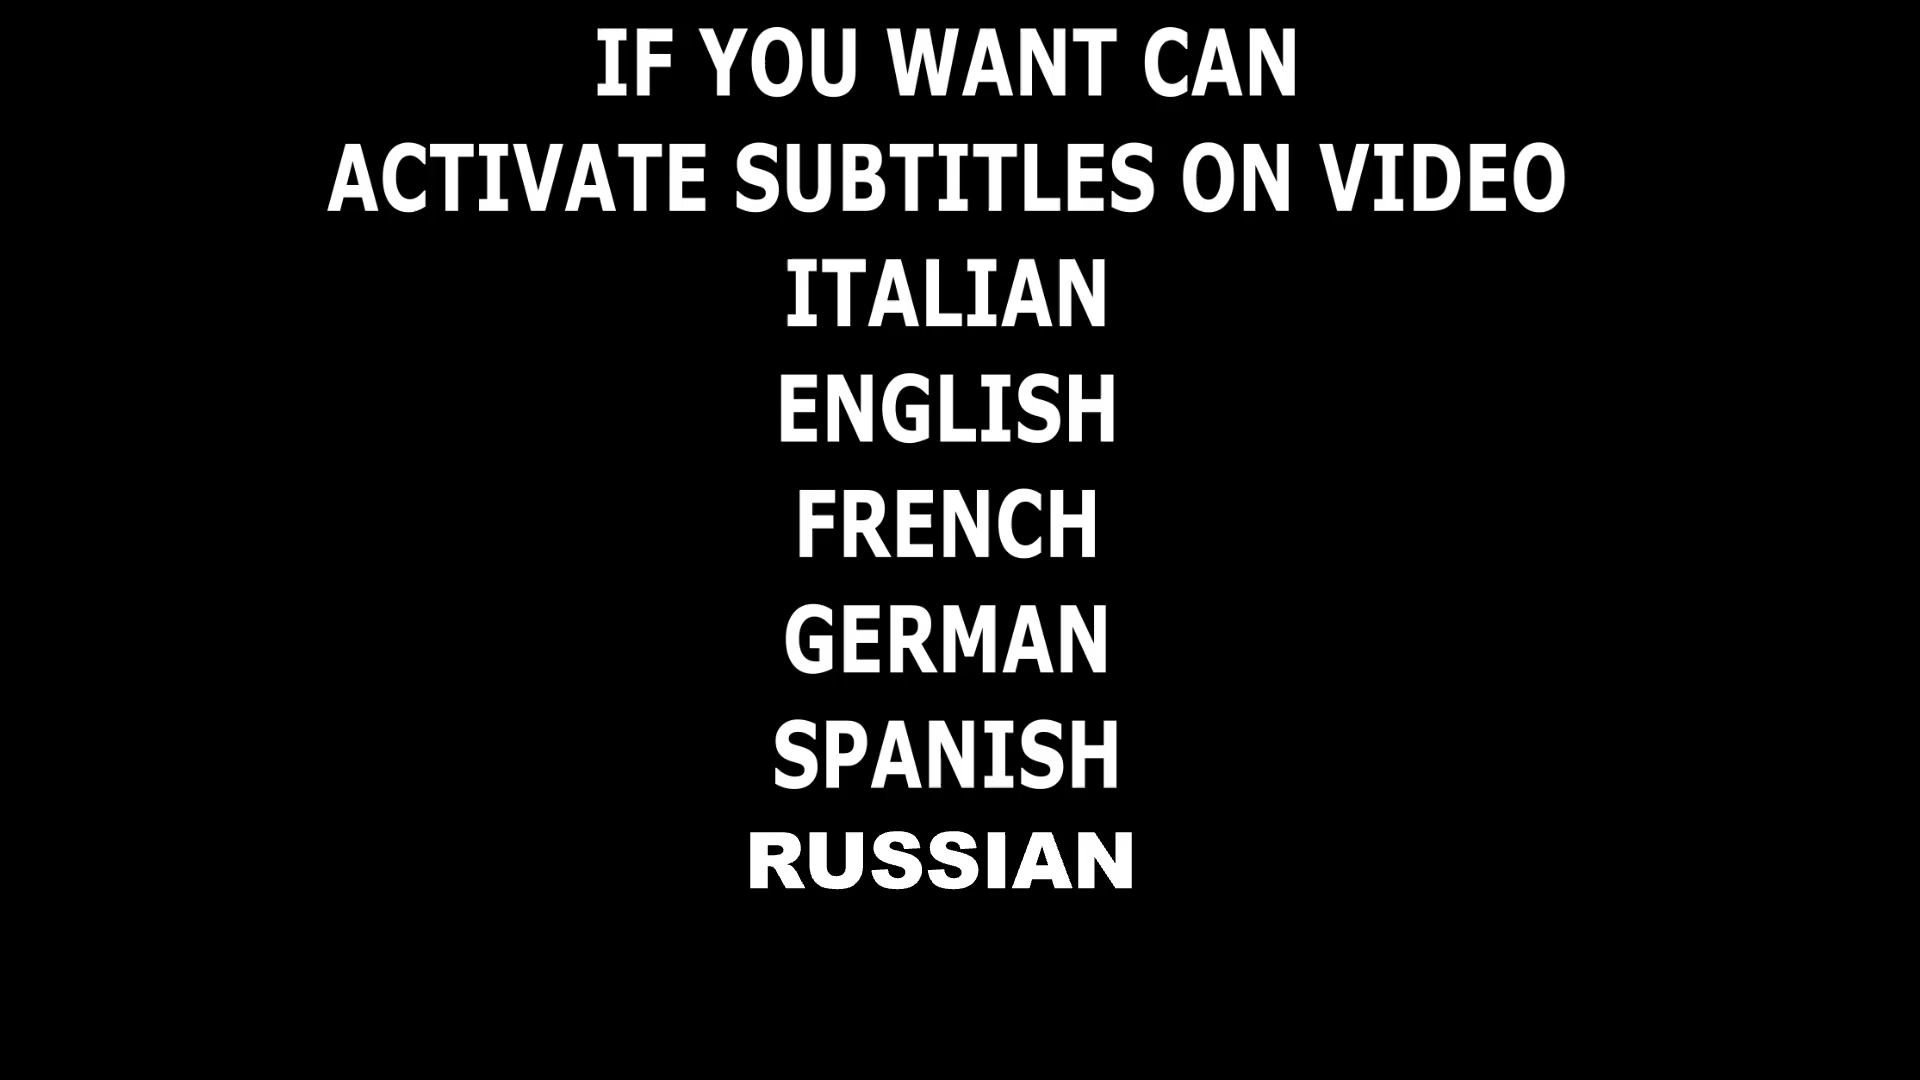 IF YOU WANT CAN
ACTIVATE SUBTITLES ON VIDEO
ITALIAN
ENGLISH
FRENCH
GERMAN
SPANISH
RUSSIAN